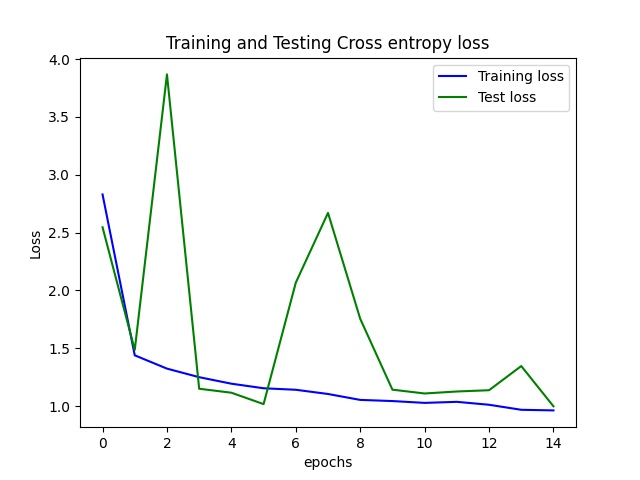 Training and Testing Cross entropy loss
Training loss
Test loss
4.0
3.5
3.0
2.5
2.0
1.5
1.0
Loss
0 2 4 6 8 10 12 14
epochs